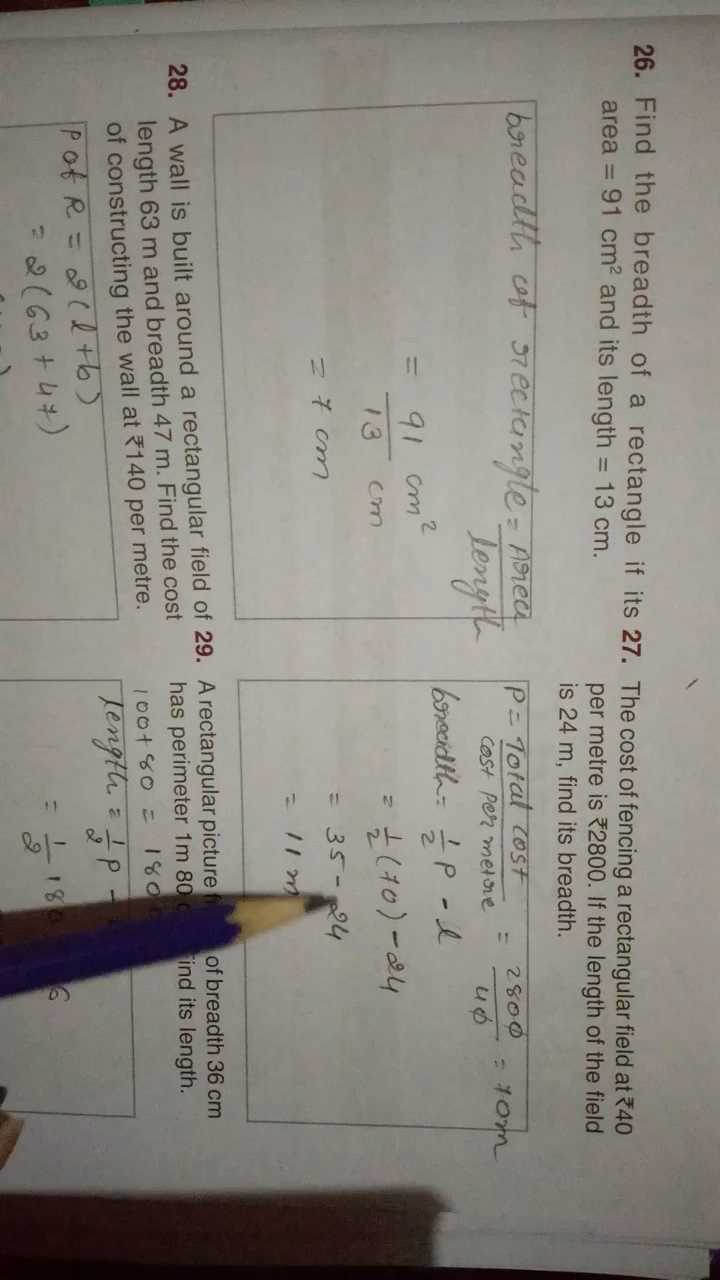 26. Find the breadth of a rectangle if its
area = 91 cm² and its length = 13 cm.
breadth of rectangle = Area
length
= 91 cm²
13 cm
= 7 cm
27. The cost of fencing a rectangular field at ₹40
per metre is ₹2800. If the length of the field
is 24 m, find its breadth.
P = Total cost = 2800 = 70m
cost per metre 40
breadth = 1/2 P - l
= 1/2 (70) - 24
= 35 - 24
= 11 m
28. A wall is built around a rectangular field of
length 63 m and breadth 47 m. Find the cost
of constructing the wall at ₹140 per metre.
P of R = 2(l+b)
= 2(63 + 47)
29. A rectangular picture of breadth 36 cm
has perimeter 1m 80 find its length.
100 + 80 = 180
length = 1/2 P -
= 1/2 180 6